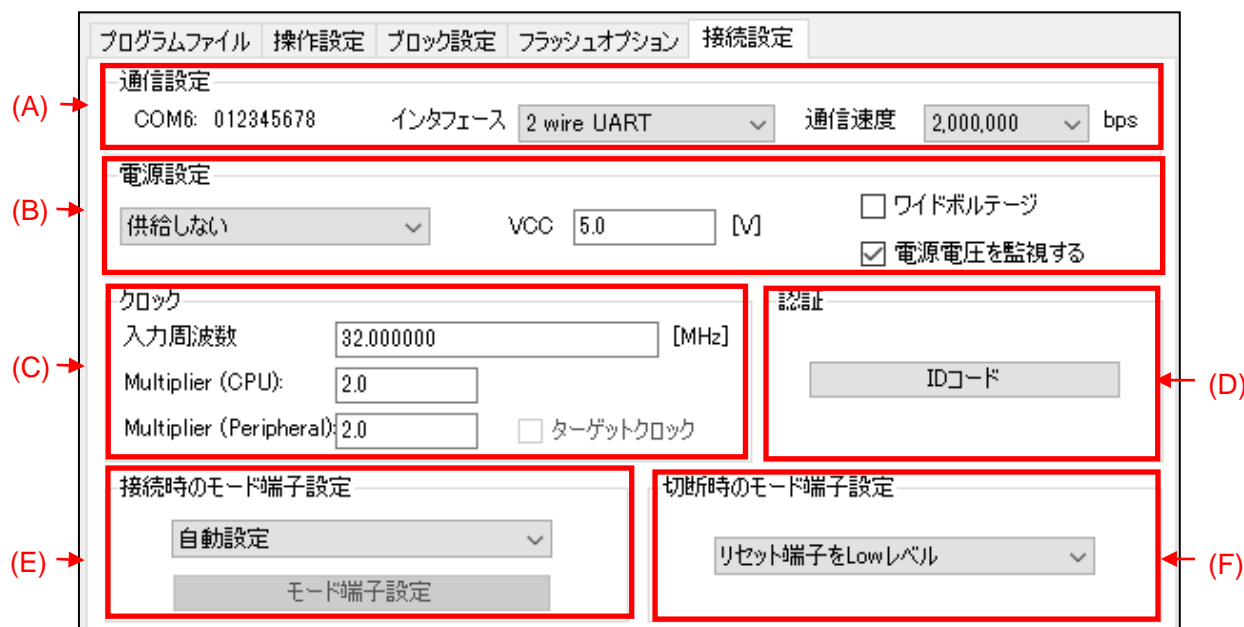 プログラムファイル 操作設定 ブロック設定 フラッシュオプション 接続設定
通信設定
(A)
COM6: 012345678 インタフェース 2 wire UART 通信速度 2,000,000 bps
電源設定
(B)
供給しない VCC 5.0 [V] ワイドボルテージ
電源電圧を監視する
クロック 認証
入力周波数 32.000000 [MHz]
(C)
Multiplier (CPU): 2.0 IDコード (D)
Multiplier (Peripheral): 2.0 ターゲットクロック
接続時のモード端子設定 切断時のモード端子設定
自動設定 リセット端子をLowレベル
(E) (F)
モード端子設定